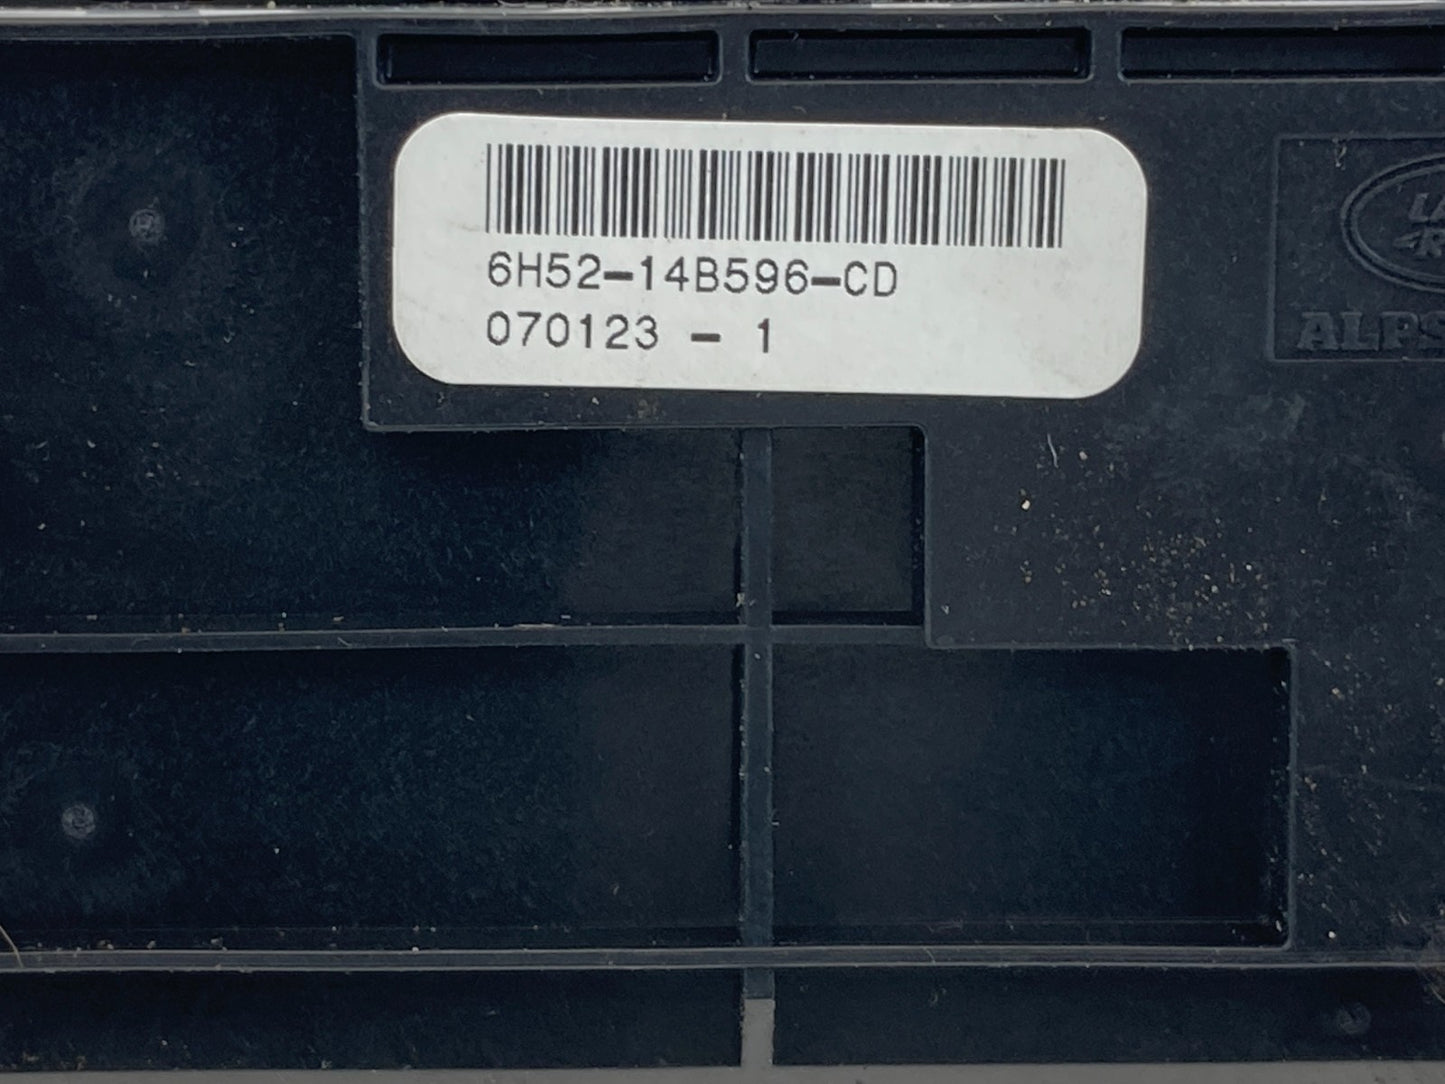 6H52-14B596-CD
070123 - 1
ALPS